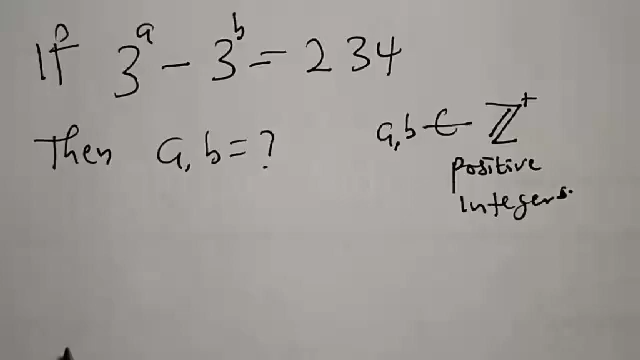 If 3^a - 3^b = 234
Then a, b = ?
a, b ∈ ℤ^+
positive
integers.